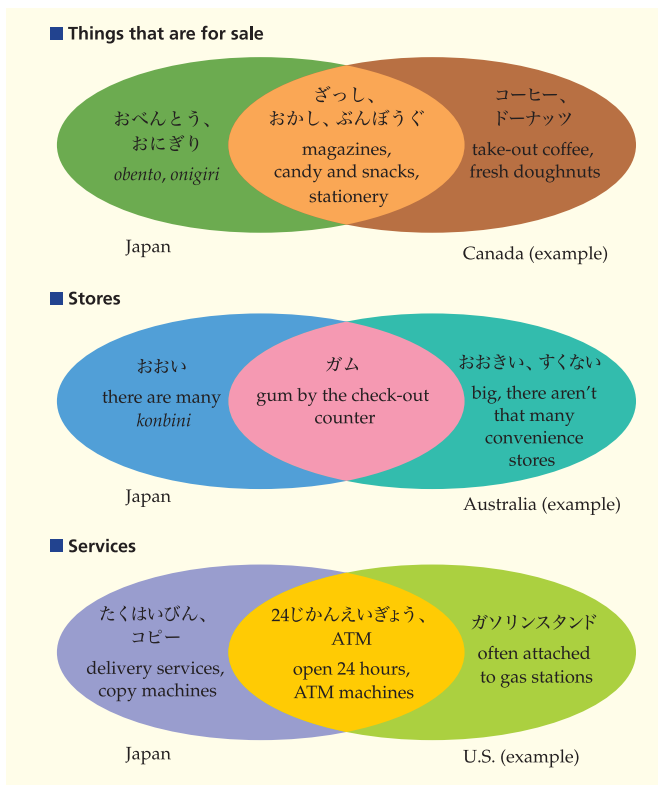 Things that are for sale
おべんとう、
おにぎり
obento, onigiri
Japan
ざっし、
おかし、ぶんぼうぐ
magazines,
candy and snacks,
stationery
コーヒー、
ドーナッツ
take-out coffee,
fresh doughnuts
Canada (example)
Stores
おおい
there are many
konbini
Japan
ガム
gum by the check-out
counter
おおきい、すくない
big, there aren't
that many
convenience
stores
Australia (example)
Services
たくはいびん、
コピー
delivery services,
copy machines
Japan
24じかんえいぎょう、
ATM
open 24 hours,
ATM machines
ガソリンスタンド
often attached
to gas stations
U.S. (example)